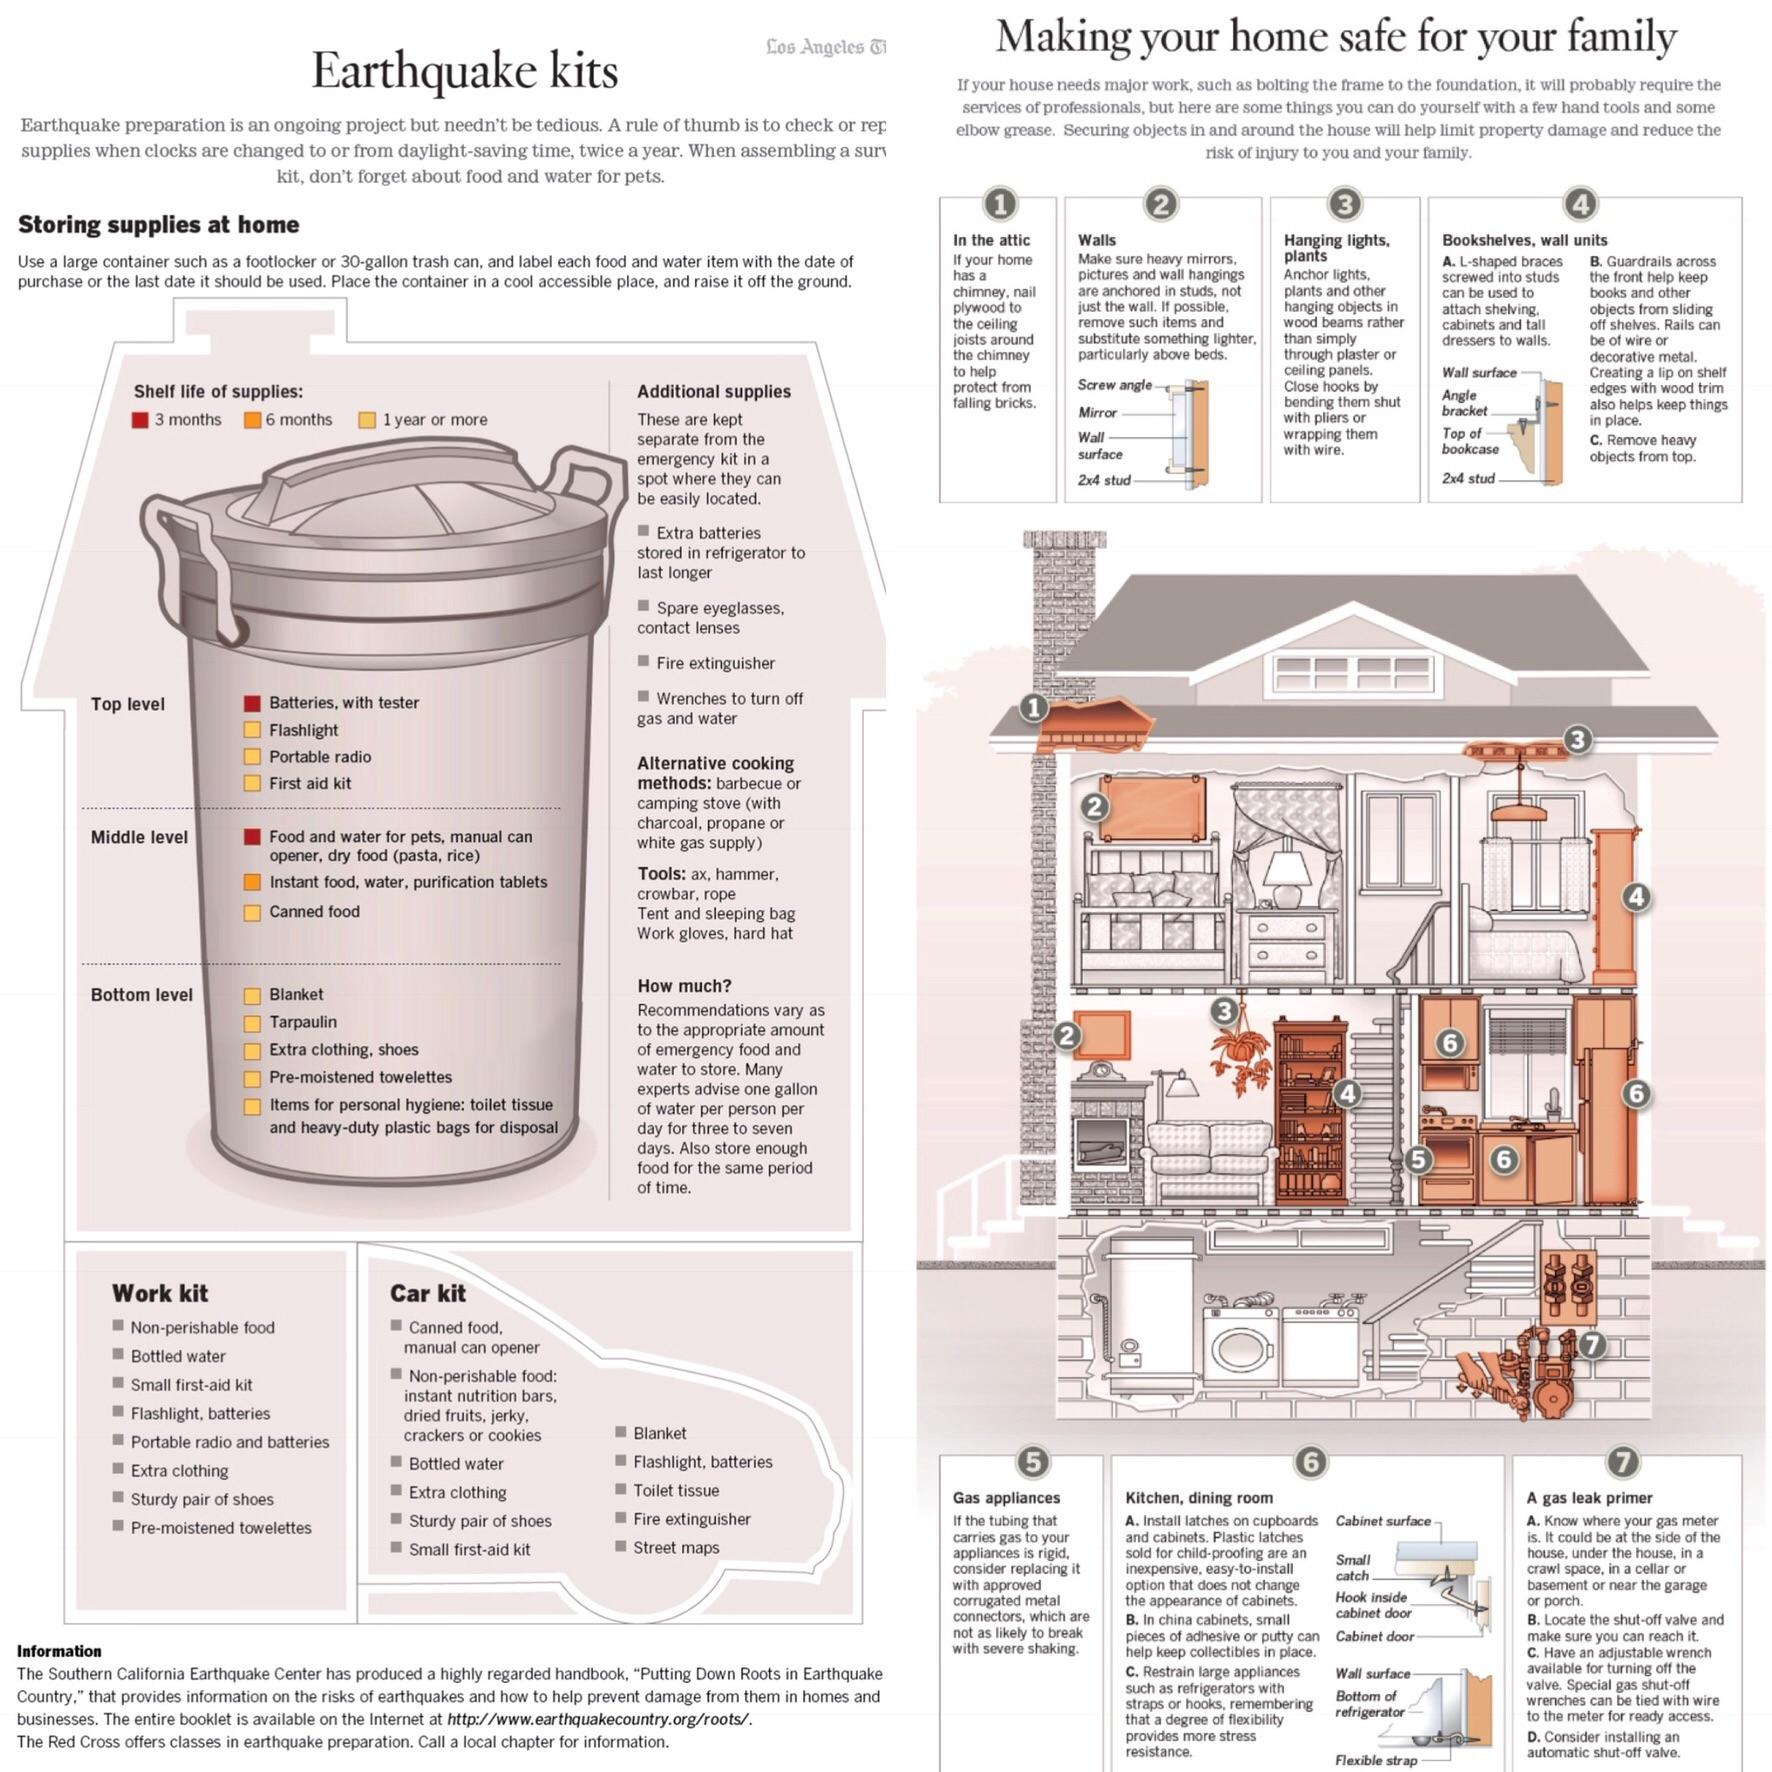 Los Angeles Ti
Earthquake kits
Earthquake preparation is an ongoing project but needn't be tedious. A rule of thumb is to check or rep
supplies when clocks are changed to or from daylight-saving time, twice a year. When assembling a surv
kit, don't forget about food and water for pets.
Storing supplies at home
Use a large container such as a footlocker or 30-gallon trash can, and label each food and water item with the date of
purchase or the last date it should be used. Place the container in a cool accessible place, and raise it off the ground.
Shelf life of supplies:
3 months
6 months
1 year or more
Top level
Batteries, with tester
Flashlight
Portable radio
First aid kit
Middle level
Food and water for pets, manual can
opener, dry food (pasta, rice)
Instant food, water, purification tablets
Canned food
Bottom level
Blanket
Tarpaulin
Extra clothing, shoes
Pre-moistened towelettes
Items for personal hygiene: toilet tissue
and heavy-duty plastic bags for disposal
Additional supplies
These are kept
separate from the
emergency kit in a
spot where they can
be easily located.
Extra batteries
stored in refrigerator to
last longer
Spare eyeglasses,
contact lenses
Fire extinguisher
Wrenches to turn off
gas and water
Alternative cooking
methods: barbecue or
camping stove (with
charcoal, propane or
white gas supply)
Tools: ax, hammer,
crowbar, rope
Tent and sleeping bag
Work gloves, hard hat
How much?
Recommendations vary as
to the appropriate amount
of emergency food and
water to store. Many
experts advise one gallon
of water per person per
day for three to seven
days. Also store enough
food for the same period
of time.
Work kit
Non-perishable food
Bottled water
Small first-aid kit
Flashlight, batteries
Portable radio and batteries
Extra clothing
Sturdy pair of shoes
Pre-moistened towelettes
Car kit
Canned food,
manual can opener
Non-perishable food:
instant nutrition bars,
dried fruits, jerky,
crackers or cookies
Bottled water
Extra clothing
Sturdy pair of shoes
Small first-aid kit
Blanket
Flashlight, batteries
Toilet tissue
Fire extinguisher
Street maps
Information
The Southern California Earthquake Center has produced a highly regarded handbook, “Putting Down Roots in Earthquake
Country,” that provides information on the risks of earthquakes and how to help prevent damage from them in homes and
businesses. The entire booklet is available on the Internet at http://www.earthquakecountry.org/roots/.
The Red Cross offers classes in earthquake preparation. Call a local chapter for information.
Making your home safe for your family
If your house needs major work, such as bolting the frame to the foundation, it will probably require the
services of professionals, but here are some things you can do yourself with a few hand tools and some
elbow grease. Securing objects in and around the house will help limit property damage and reduce the
risk of injury to you and your family.
1
In the attic
If your home
has a
chimney, nail
plywood to
the ceiling
joists around
the chimney
to help
protect from
falling bricks.
2
Walls
Make sure heavy mirrors,
pictures and wall hangings
are anchored in studs, not
just the wall. If possible,
remove such items and
substitute something lighter,
particularly above beds.
Screw angle
Mirror
Wall
surface
2x4 stud
3
Hanging lights,
plants
Anchor lights,
plants and other
hanging objects in
wood beams rather
than simply
through plaster or
ceiling panels.
Close hooks by
bending them shut
with pliers or
wrapping them
with wire.
4
Bookshelves, wall units
A. L-shaped braces
screwed into studs
can be used to
attach shelving,
cabinets and tall
dressers to walls.
Wall surface
Angle
bracket
Top of
bookcase
2x4 stud
B. Guardrails across
the front help keep
books and other
objects from sliding
off shelves. Rails can
be of wire or
decorative metal.
Creating a lip on shelf
edges with wood trim
also helps keep things
in place.
C. Remove heavy
objects from top.
1
3
2
4
3
2
6
4
6
5
6
7
5
Gas appliances
If the tubing that
carries gas to your
appliances is rigid,
consider replacing it
with approved
corrugated metal
connectors, which are
not as likely to break
with severe shaking.
6
Kitchen, dining room
A. Install latches on cupboards
and cabinets. Plastic latches
sold for child-proofing are an
inexpensive, easy-to-install
option that does not change
the appearance of cabinets.
B. In china cabinets, small
pieces of adhesive or putty can
help keep collectibles in place.
C. Restrain large appliances
such as refrigerators with
straps or hooks, remembering
that a degree of flexibility
provides more stress
resistance.
Cabinet surface
Small
catch
Hook inside
cabinet door
Cabinet door
Wall surface
Bottom of
refrigerator
Flexible strap
7
A gas leak primer
A. Know where your gas meter
is. It could be at the side of the
house, under the house, in a
crawl space, in a cellar or
basement or near the garage
or porch.
B. Locate the shut-off valve and
make sure you can reach it.
C. Have an adjustable wrench
available for turning off the
valve. Special gas shut-off
wrenches can be tied with wire
to the meter for ready access.
D. Consider installing an
automatic shut-off valve.